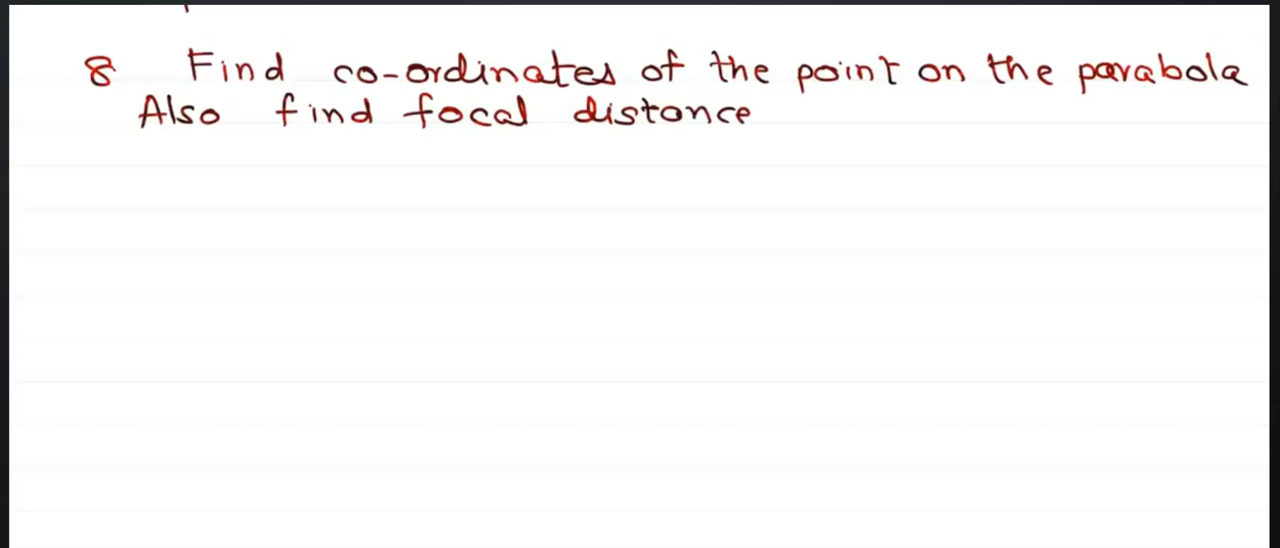 8 Find co-ordinates of the point on the parabola
Also find focal distance